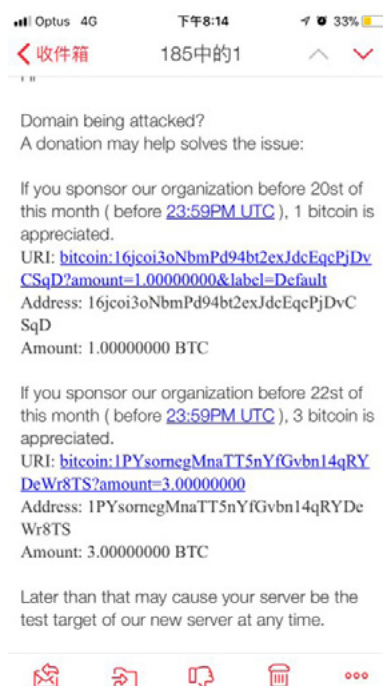 Optus 4G 下午8:14 33%
收件箱 185中的1
Domain being attacked?
A donation may help solves the issue:
If you sponsor our organization before 20st of
this month ( before 23:59PM UTC ), 1 bitcoin is
appreciated.
URI: bitcoin:16jcoi3oNbmPd94bt2exJdcEqcPjDv
CSqD?amount=1.00000000&label=Default
Address: 16jcoi3oNbmPd94bt2exJdcEqcPjDvC
SqD
Amount: 1.00000000 BTC
If you sponsor our organization before 22st of
this month ( before 23:59PM UTC ), 3 bitcoin is
appreciated.
URI: bitcoin:1PYsornegMnaTT5nYfGvbn14qRY
DeWr8TS?amount=3.00000000
Address: 1PYsornegMnaTT5nYfGvbn14qRYDe
Wr8TS
Amount: 3.00000000 BTC
Later than that may cause your server be the
test target of our new server at any time.